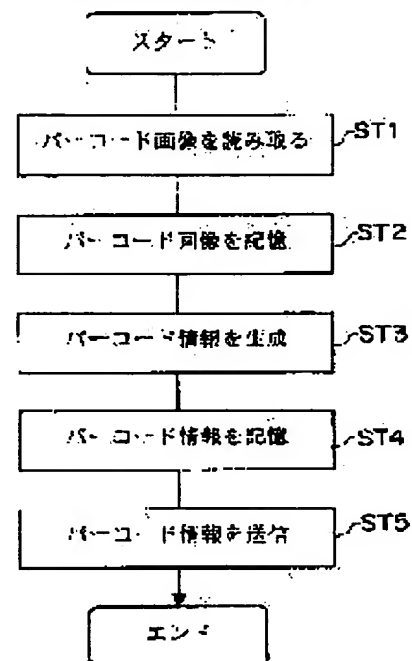 スタート
バーコード画像を読み取る ST1
バーコード画像を記憶 ST2
バーコード情報を生成 ST3
バーコード情報を記憶 ST4
バーコード情報を送信 ST5
エンド